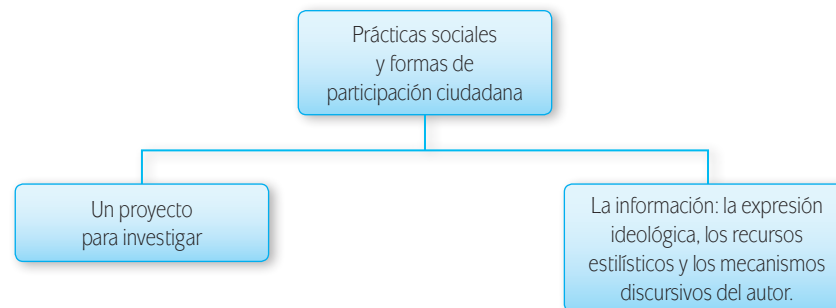 Prácticas sociales
y formas de
participación ciudadana
Un proyecto
para investigar
La información: la expresión
ideológica, los recursos
estilísticos y los mecanismos
discursivos del autor.